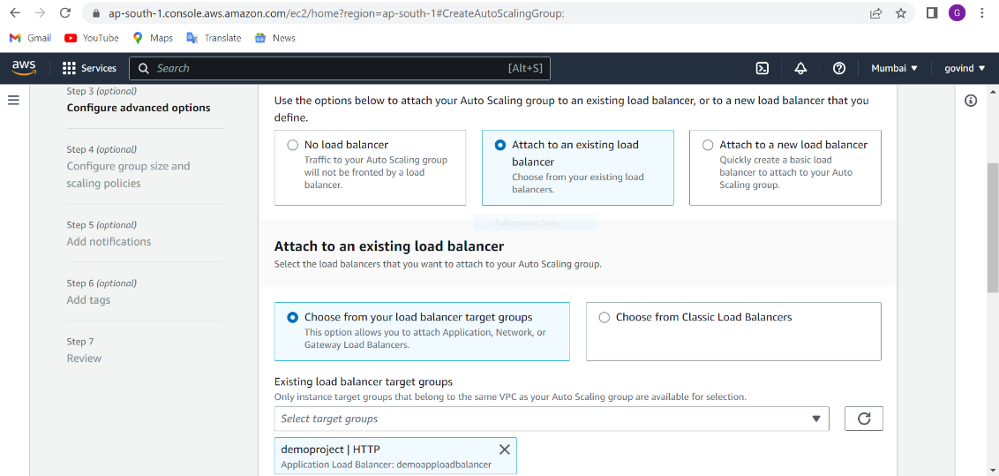 ap-south-1.console.aws.amazon.com/ec2/home?region=ap-south-1#CreateAutoScalingGroup:
G
Gmail
YouTube
Maps
Translate
News
aws
Services
Search
[Alt+S]
Mumbai
govind
Step 3 (optional)
Configure advanced options
Step 4 (optional)
Configure group size and
scaling policies
Step 5 (optional)
Add notifications
Step 6 (optional)
Add tags
Step 7
Review
Use the options below to attach your Auto Scaling group to an existing load balancer, or to a new load balancer that you
define.
No load balancer
Traffic to your Auto Scaling group
will not be fronted by a load
balancer.
Attach to an existing load
balancer
Choose from your existing load
balancers.
Attach to a new load balancer
Quickly create a basic load
balancer to attach to your Auto
Scaling group.
Full-screen Snip
Attach to an existing load balancer
Select the load balancers that you want to attach to your Auto Scaling group.
Choose from your load balancer target groups
This option allows you to attach Application, Network, or
Gateway Load Balancers.
Choose from Classic Load Balancers
Existing load balancer target groups
Only instance target groups that belong to the same VPC as your Auto Scaling group are available for selection.
Select target groups
demoproject | HTTP
Application Load Balancer: demoapploadbalancer